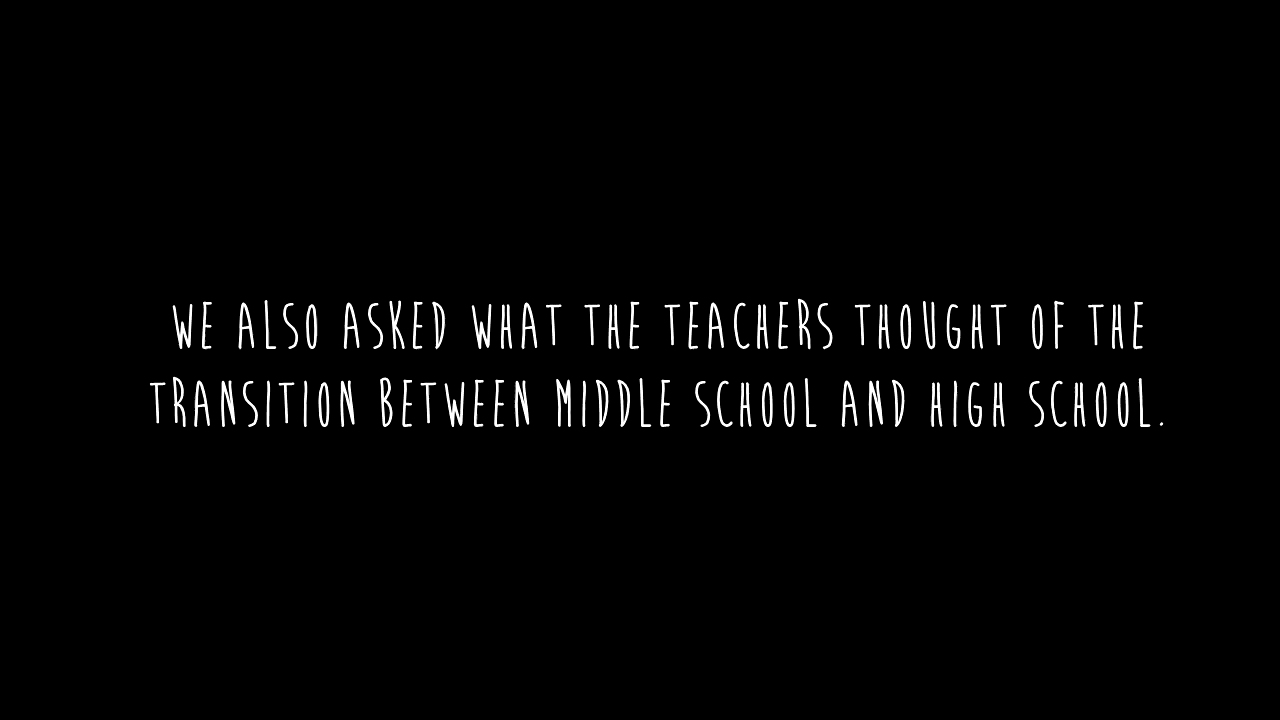 WE ALSO ASKED WHAT THE TEACHERS THOUGHT OF THE
TRANSITION BETWEEN MIDDLE SCHOOL AND HIGH SCHOOL.